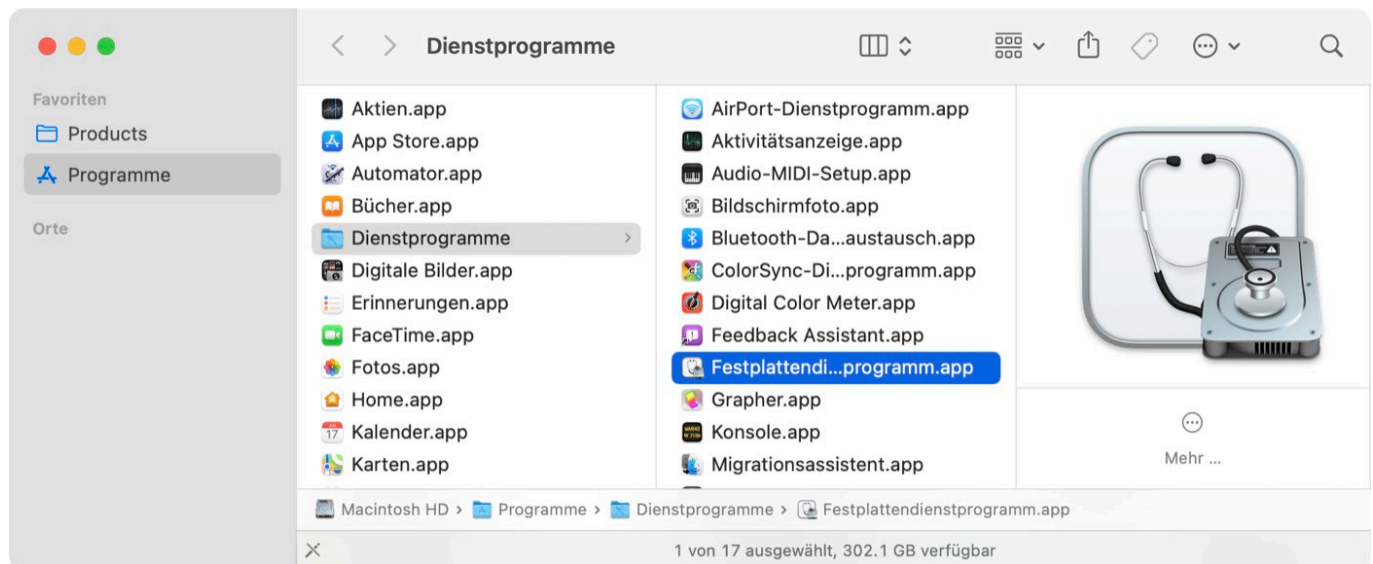 Dienstprogramme
Favoriten
Products
Programme
Orte
Aktien.app
App Store.app
Automator.app
Bücher.app
Dienstprogramme
Digitale Bilder.app
Erinnerungen.app
FaceTime.app
Fotos.app
Home.app
Kalender.app
Karten.app
AirPort-Dienstprogramm.app
Aktivitätsanzeige.app
Audio-MIDI-Setup.app
Bildschirmfoto.app
Bluetooth-Da...austausch.app
ColorSync-Di...programm.app
Digital Color Meter.app
Feedback Assistant.app
Festplattendi...programm.app
Grapher.app
Konsole.app
Migrationsassistent.app
Mehr ...
Macintosh HD › Programme › Dienstprogramme › Festplattendienstprogramm.app
1 von 17 ausgewählt, 302.1 GB verfügbar